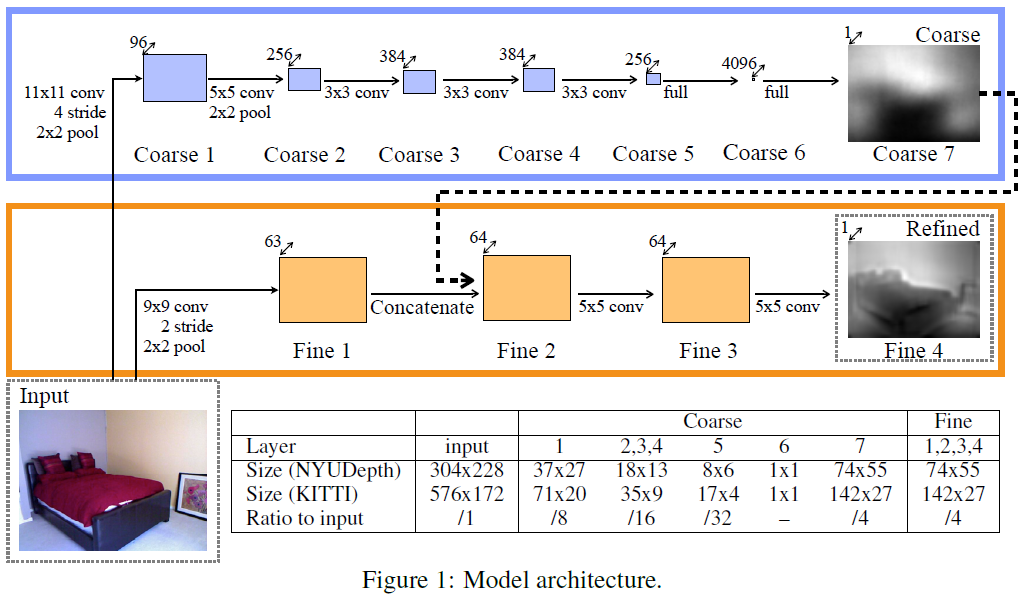 96
256
384
384
256
4096
1
Coarse
11x11 conv
4 stride
2x2 pool
5x5 conv
2x2 pool
3x3 conv
3x3 conv
3x3 conv
full
full
Coarse 1
Coarse 2
Coarse 3
Coarse 4
Coarse 5
Coarse 6
Coarse 7
63
64
64
1
Refined
9x9 conv
2 stride
2x2 pool
Concatenate
5x5 conv
5x5 conv
Fine 1
Fine 2
Fine 3
Fine 4
Input
Coarse Fine
Layer input 1 2,3,4 5 6 7 1,2,3,4
Size (NYUDepth) 304x228 37x27 18x13 8x6 1x1 74x55 74x55
Size (KITTI) 576x172 71x20 35x9 17x4 1x1 142x27 142x27
Ratio to input /1 /8 /16 /32 – /4 /4
Figure 1: Model architecture.